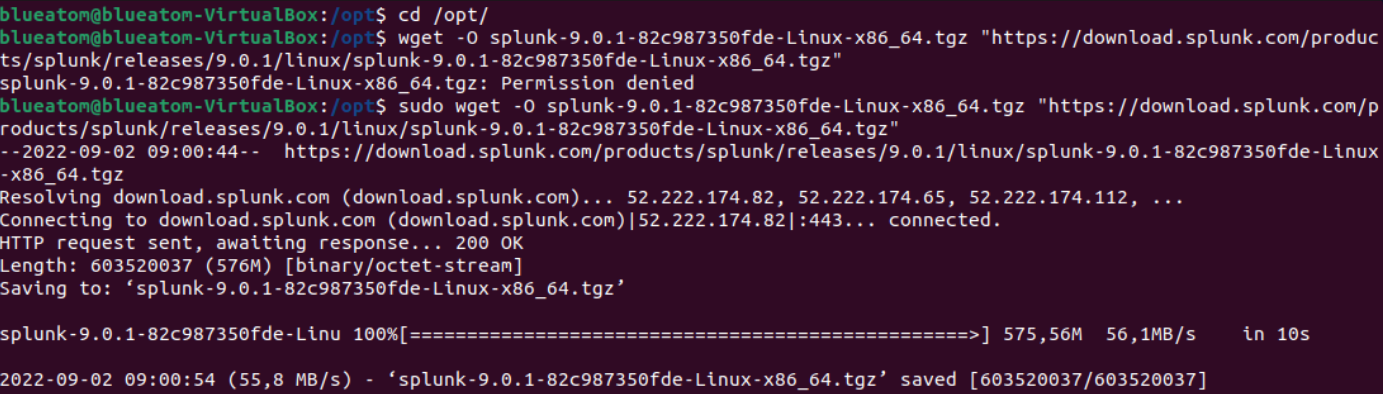 blueatom@blueatom-VirtualBox:/opt$ cd /opt/
blueatom@blueatom-VirtualBox:/opt$ wget -O splunk-9.0.1-82c987350fde-Linux-x86_64.tgz "https://download.splunk.com/produc
ts/splunk/releases/9.0.1/linux/splunk-9.0.1-82c987350fde-Linux-x86_64.tgz"
splunk-9.0.1-82c987350fde-Linux-x86_64.tgz: Permission denied
blueatom@blueatom-VirtualBox:/opt$ sudo wget -O splunk-9.0.1-82c987350fde-Linux-x86_64.tgz "https://download.splunk.com/p
roducts/splunk/releases/9.0.1/linux/splunk-9.0.1-82c987350fde-Linux-x86_64.tgz"
--2022-09-02 09:00:44--  https://download.splunk.com/products/splunk/releases/9.0.1/linux/splunk-9.0.1-82c987350fde-Linux
-x86_64.tgz
Resolving download.splunk.com (download.splunk.com)... 52.222.174.82, 52.222.174.65, 52.222.174.112, ...
Connecting to download.splunk.com (download.splunk.com)|52.222.174.82|:443... connected.
HTTP request sent, awaiting response... 200 OK
Length: 603520037 (576M) [binary/octet-stream]
Saving to: ‘splunk-9.0.1-82c987350fde-Linux-x86_64.tgz’
splunk-9.0.1-82c987350fde-Linu 100%[=================================================>] 575,56M  56,1MB/s    in 10s
2022-09-02 09:00:54 (55,8 MB/s) - ‘splunk-9.0.1-82c987350fde-Linux-x86_64.tgz’ saved [603520037/603520037]